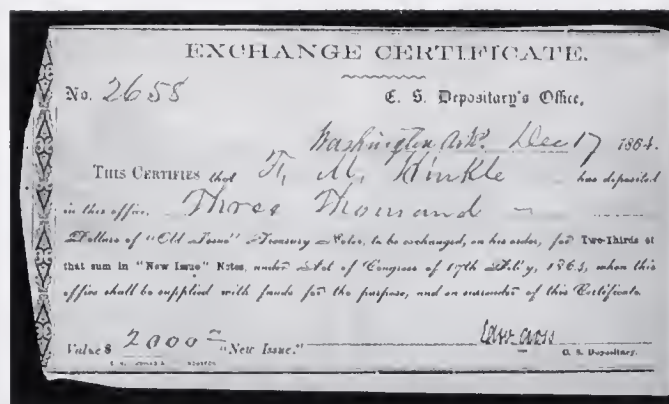 EXCHANGE CERTIFICATE.
No. 2658
C. S. Depositary's Office,
Washington Arks. Dec 17 1864.
THIS CERTIFIES that F. M. Hinkle has deposited
in this office, Three Thousand
Dollars of "Old Issue" Treasury Notes, to be exchanged, on his order, for Two-Thirds of
that sum in "New Issue" Notes, under Act of Congress of 17th Feb'y, 1864, when this
office shall be supplied with funds for the purpose, and on surrender of this Certificate.
Value $ 2000 "New Issue."
C. S. Depositary.